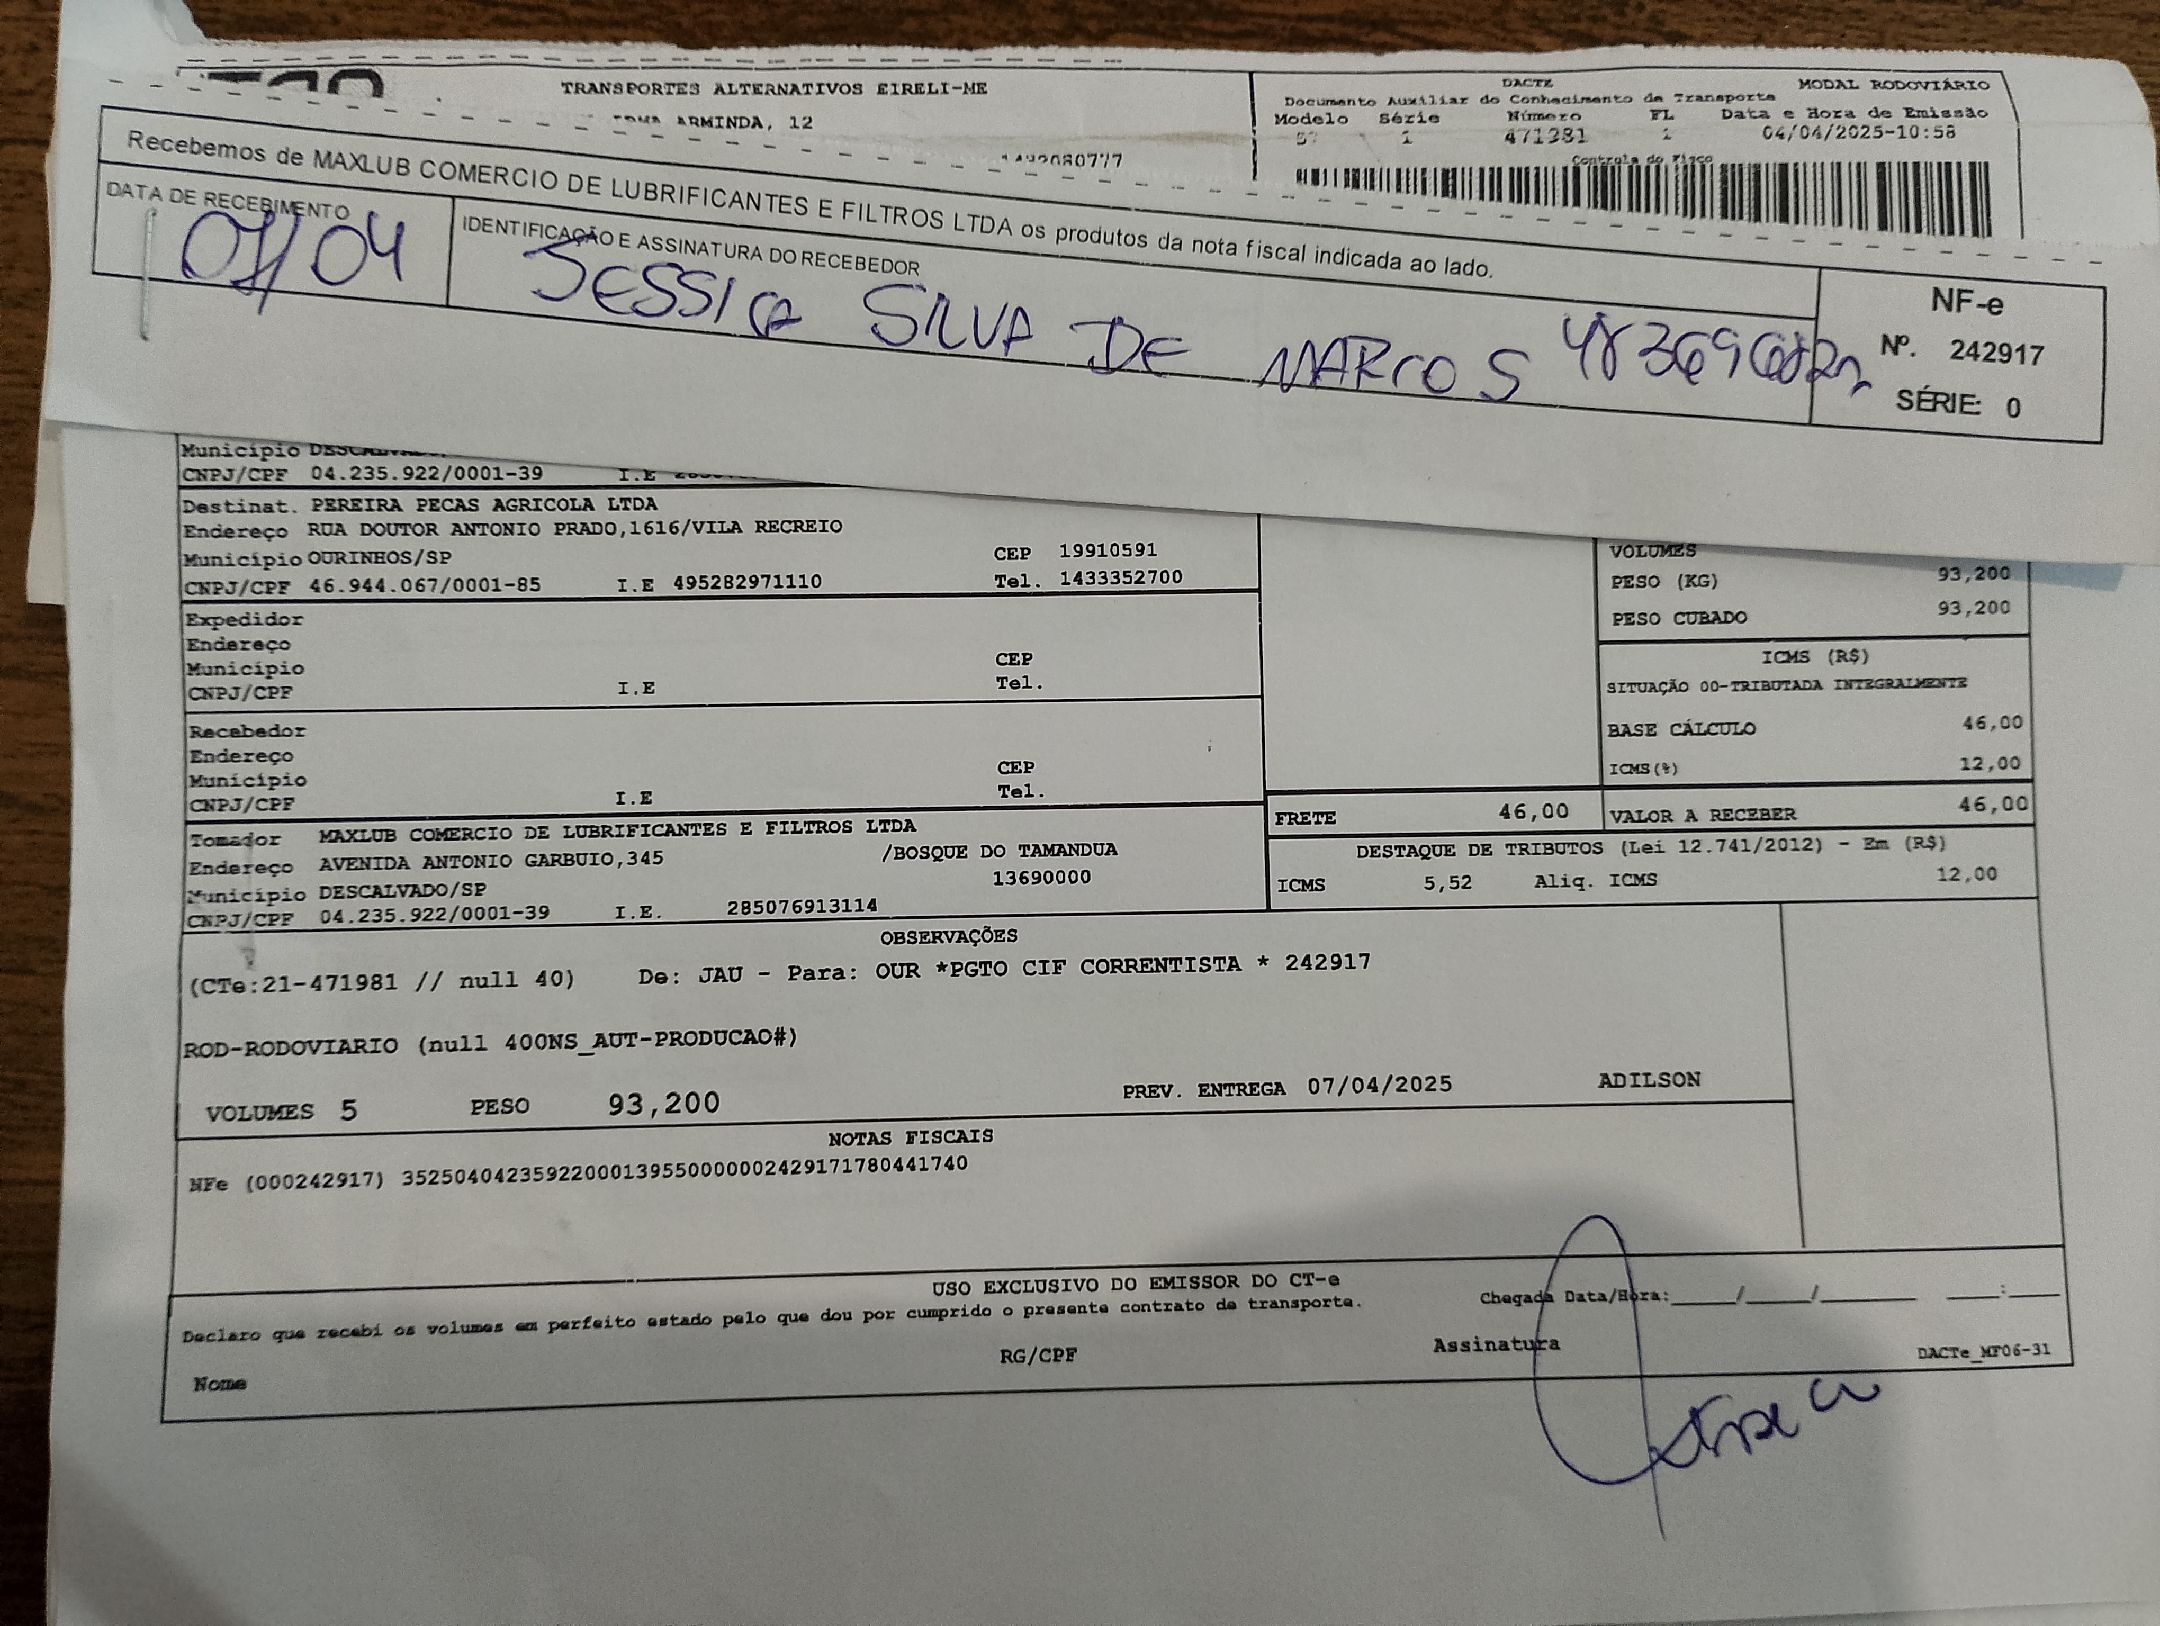 TRANSPORTES ALTERNATIVOS EIRELI-ME
ARMINDA, 12
DACTE
MODAL RODOVIÁRIO
Documento Auxiliar do Conhecimento de Transporte
Modelo Série Número FL Data e Hora de Emissão
57 1 471981 1 04/04/2025-10:58
Controle do Fisco
Recebemos de MAXLUB COMERCIO DE LUBRIFICANTES E FILTROS LTDA os produtos da nota fiscal indicada ao lado.
DATA DE RECEBIMENTO
07/04
IDENTIFICAÇÃO E ASSINATURA DO RECEBEDOR
JESSICA SILVA DE MARCOS
NF-e
Nº. 242917
SÉRIE: 0
Município
CNPJ/CPF 04.235.922/0001-39 I.E
Destinat. PEREIRA PECAS AGRICOLA LTDA
Endereço RUA DOUTOR ANTONIO PRADO,1616/VILA RECREIO
Município OURINHOS/SP CEP 19910591
CNPJ/CPF 46.944.067/0001-85 I.E 495282971110 Tel. 1433352700
Expedidor
Endereço
Município CEP
CNPJ/CPF I.E Tel.
Recebedor
Endereço
Município CEP
CNPJ/CPF I.E Tel.
Tomador MAXLUB COMERCIO DE LUBRIFICANTES E FILTROS LTDA
Endereço AVENIDA ANTONIO GARBUIO,345 /BOSQUE DO TAMANDUA
Município DESCALVADO/SP 13690000
CNPJ/CPF 04.235.922/0001-39 I.E. 285076913114
VOLUMES
PESO (KG) 93,200
PESO CUBADO 93,200
ICMS (R$)
SITUAÇÃO 00-TRIBUTADA INTEGRALMENTE
BASE CÁLCULO 46,00
ICMS(%) 12,00
FRETE 46,00 VALOR A RECEBER 46,00
DESTAQUE DE TRIBUTOS (Lei 12.741/2012) - Em (R$)
ICMS 5,52 Aliq. ICMS 12,00
OBSERVAÇÕES
(CTe:21-471981 // null 40) De: JAU - Para: OUR *PGTO CIF CORRENTISTA * 242917
ROD-RODOVIARIO (null 400NS_AUT-PRODUCAO#)
VOLUMES 5 PESO 93,200 PREV. ENTREGA 07/04/2025 ADILSON
NOTAS FISCAIS
NFe (000242917) 35250404235922000139550000002429171780441740
USO EXCLUSIVO DO EMISSOR DO CT-e
Declaro que recebi os volumes em perfeito estado pelo que dou por cumprido o presente contrato de transporte.
Chegada Data/Hora:_____/_____/_______ ____:____
Nome RG/CPF Assinatura DACTe_MF06-31